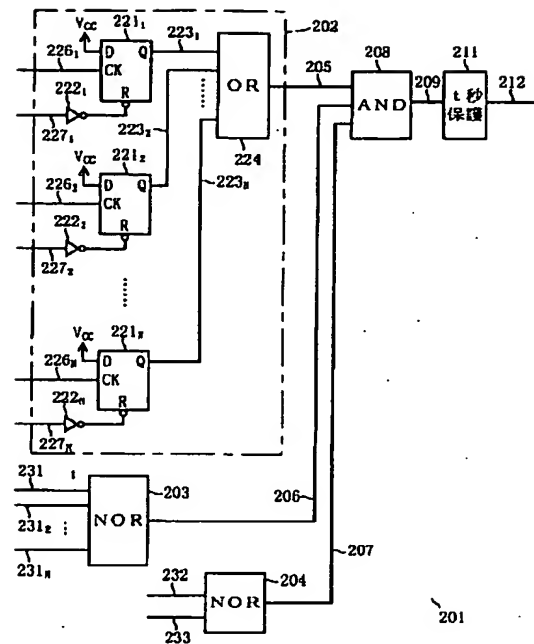 202
V_CC
221₁
223₁
226₁
D Q
CK
R
222₁
227₁
223₂
OR
224
205
208
AND
209
211
t秒
保護
212
V_CC
221₂
226₂
D Q
CK
R
222₂
227₂
223_N
V_CC
221_N
226_N
D Q
CK
R
222_N
227_N
231₁
231₂
231_N
203
NOR
206
207
232
233
204
NOR
201